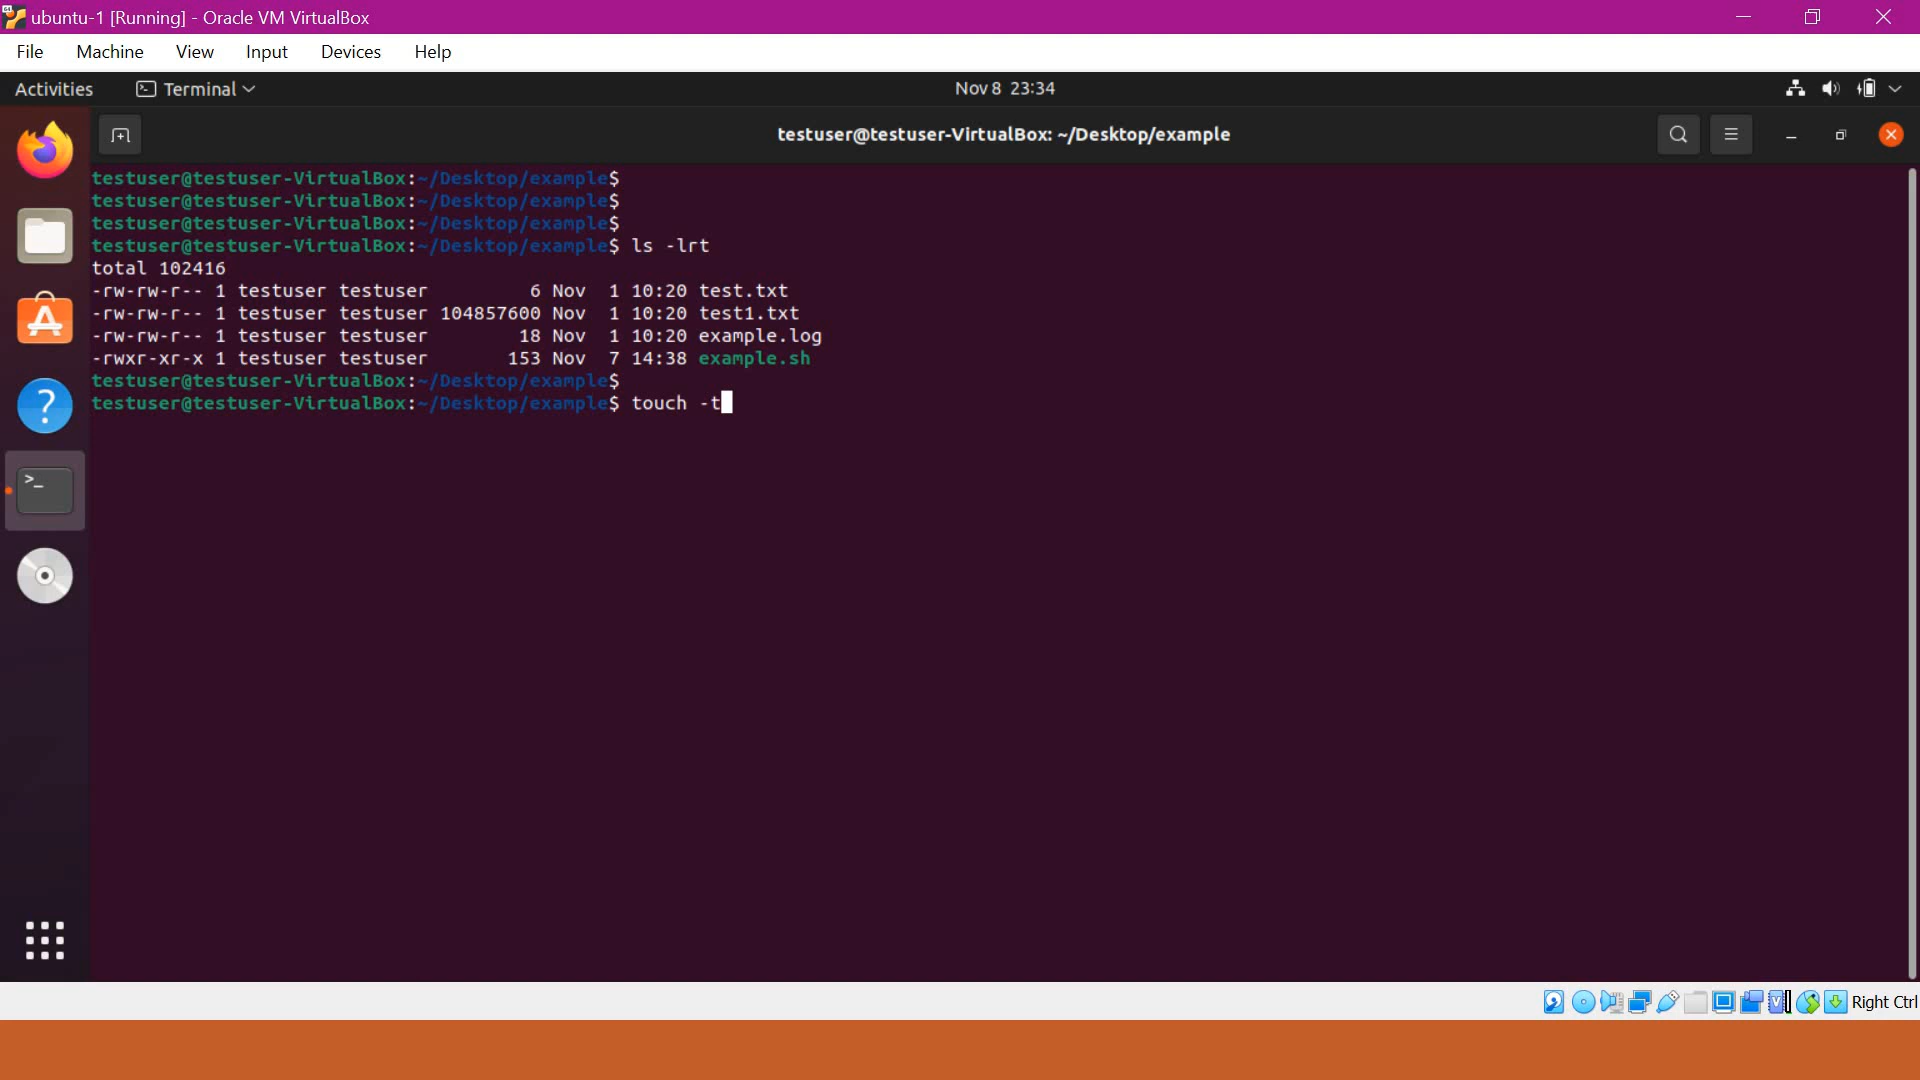 ubuntu-1 [Running] - Oracle VM VirtualBox
File Machine View Input Devices Help
Activities Terminal Nov 8 23:34
testuser@testuser-VirtualBox: ~/Desktop/example
testuser@testuser-VirtualBox:~/Desktop/example$
testuser@testuser-VirtualBox:~/Desktop/example$
testuser@testuser-VirtualBox:~/Desktop/example$
testuser@testuser-VirtualBox:~/Desktop/example$ ls -lrt
total 102416
-rw-rw-r-- 1 testuser testuser         6 Nov  1 10:20 test.txt
-rw-rw-r-- 1 testuser testuser 104857600 Nov  1 10:20 test1.txt
-rw-rw-r-- 1 testuser testuser        18 Nov  1 10:20 example.log
-rwxr-xr-x 1 testuser testuser       153 Nov  7 14:38 example.sh
testuser@testuser-VirtualBox:~/Desktop/example$
testuser@testuser-VirtualBox:~/Desktop/example$ touch -t
Right Ctrl